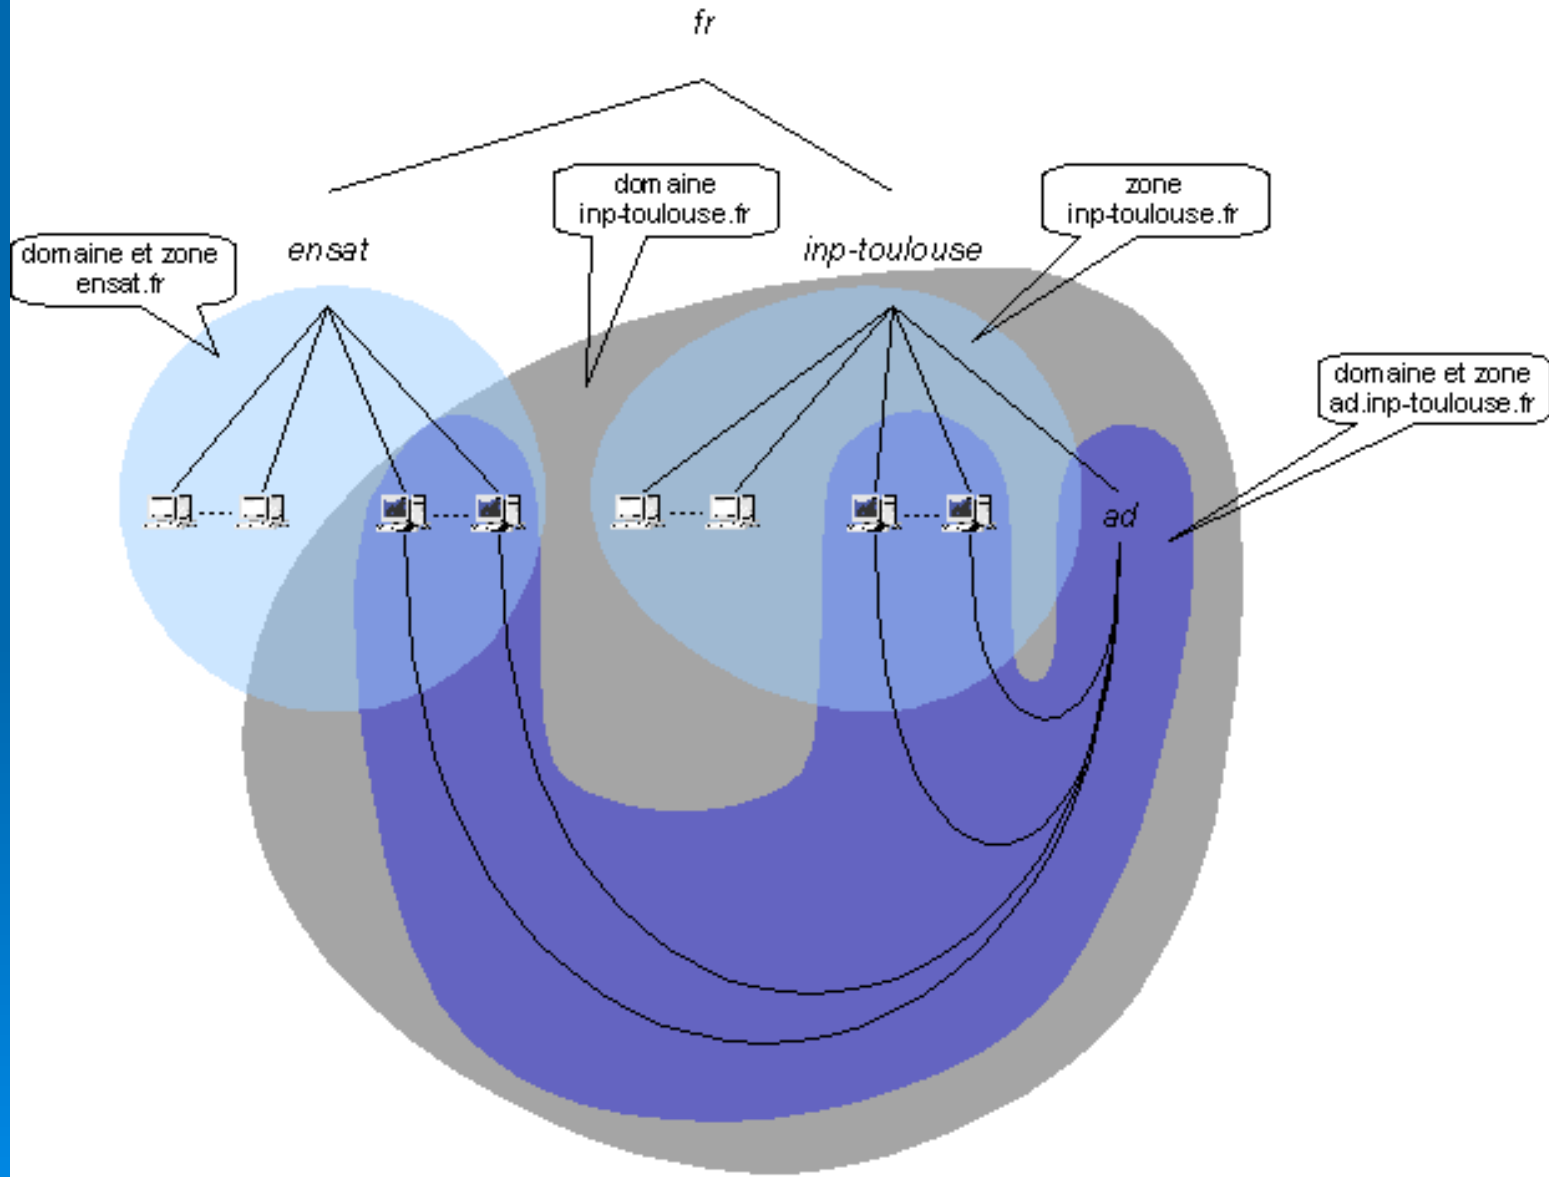 fr
domaine
inp-toulouse.fr
zone
inp-toulouse.fr
domaine et zone
ensat.fr
ensat
inp-toulouse
domaine et zone
ad.inp-toulouse.fr
ad